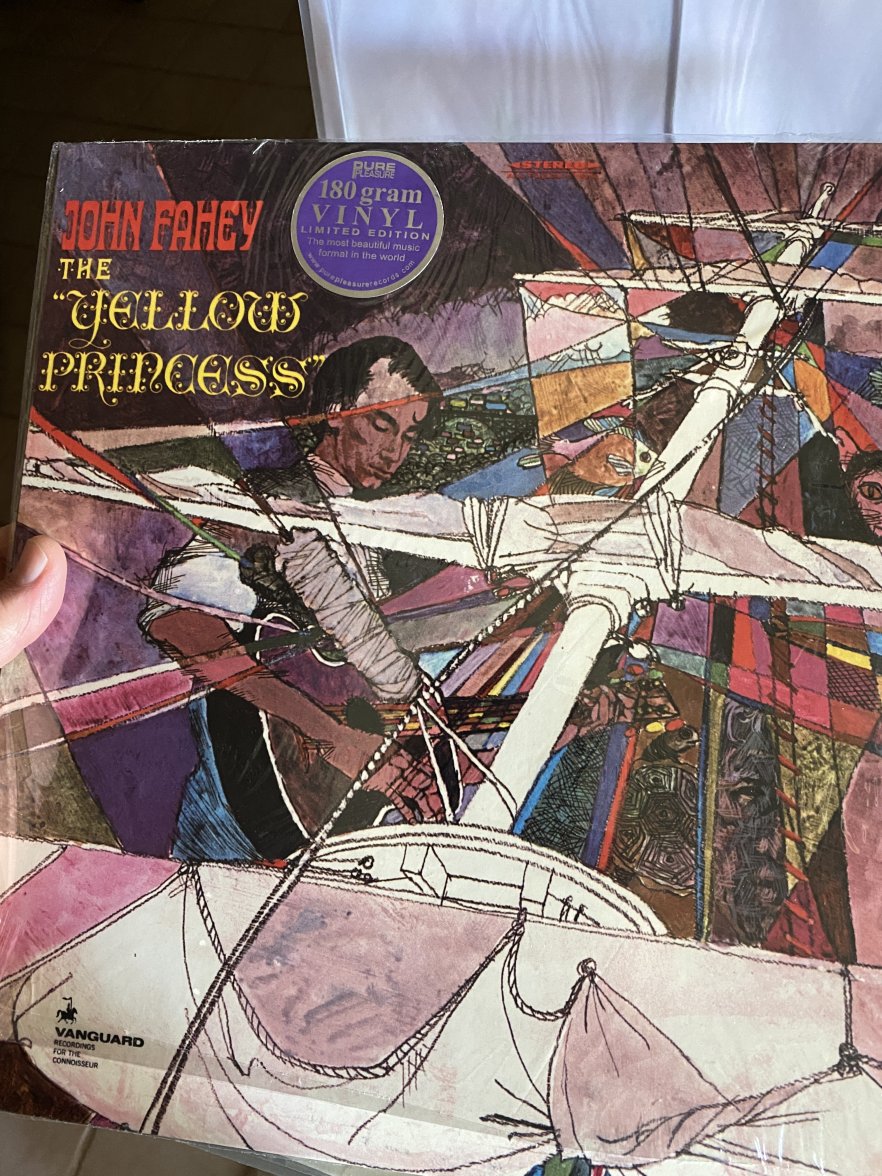 JOHN FAHEY
THE
"YELLOW
PRINCESS"
PURE
PLEASURE
180 gram
VINYL
LIMITED EDITION
The most beautiful music
format in the world
www.purepleasurerecords.com
STEREO
VANGUARD
RECORDINGS
FOR THE
CONNOISSEUR